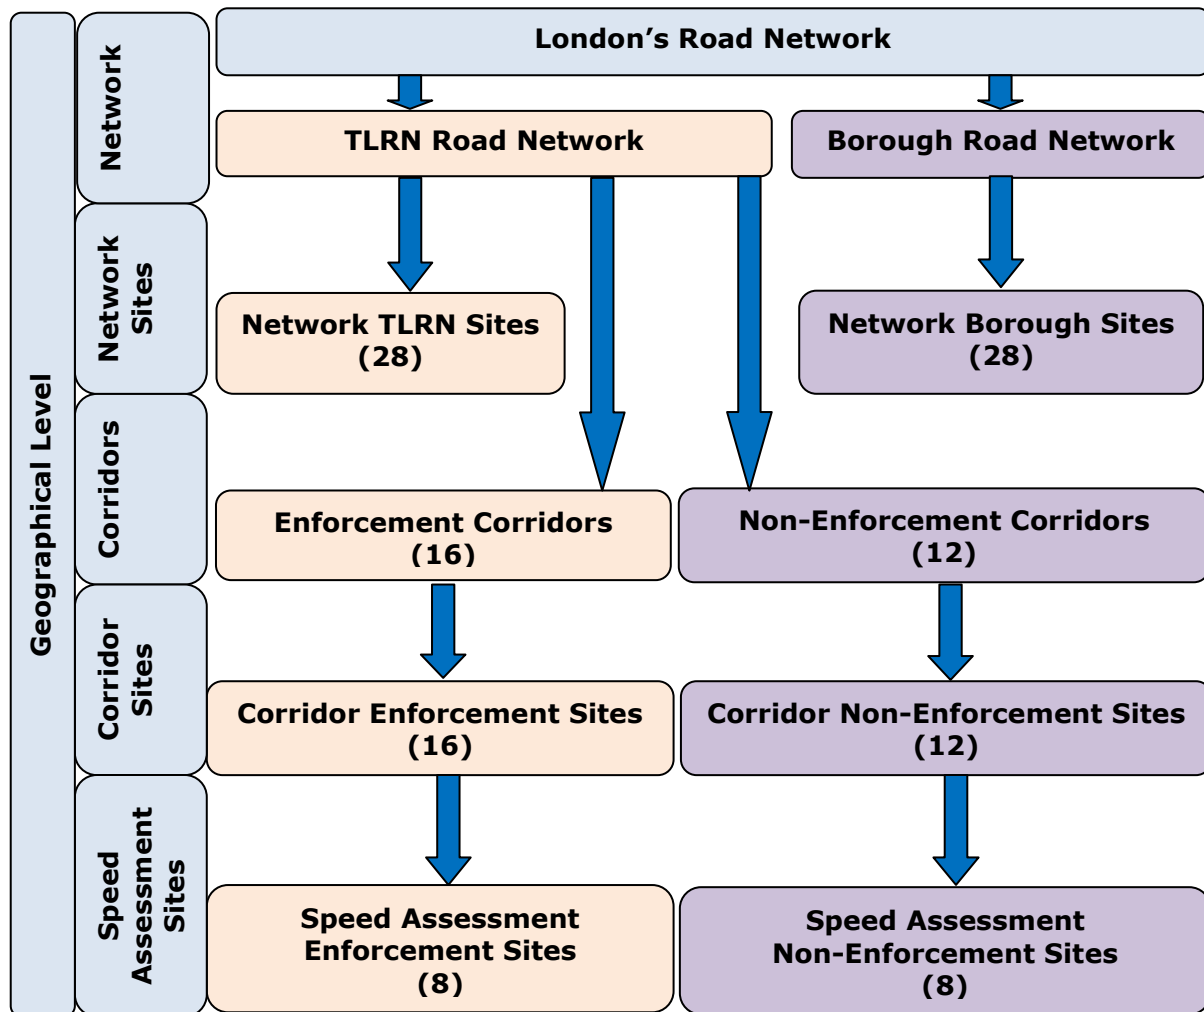 Geographical Level
Network
London’s Road Network
TLRN Road Network
Borough Road Network
Network
Sites
Network TLRN Sites
(28)
Network Borough Sites
(28)
Corridors
Enforcement Corridors
(16)
Non-Enforcement Corridors
(12)
Corridor
Sites
Corridor Enforcement Sites
(16)
Corridor Non-Enforcement Sites
(12)
Speed
Assessment
Sites
Speed Assessment
Enforcement Sites
(8)
Speed Assessment
Non-Enforcement Sites
(8)